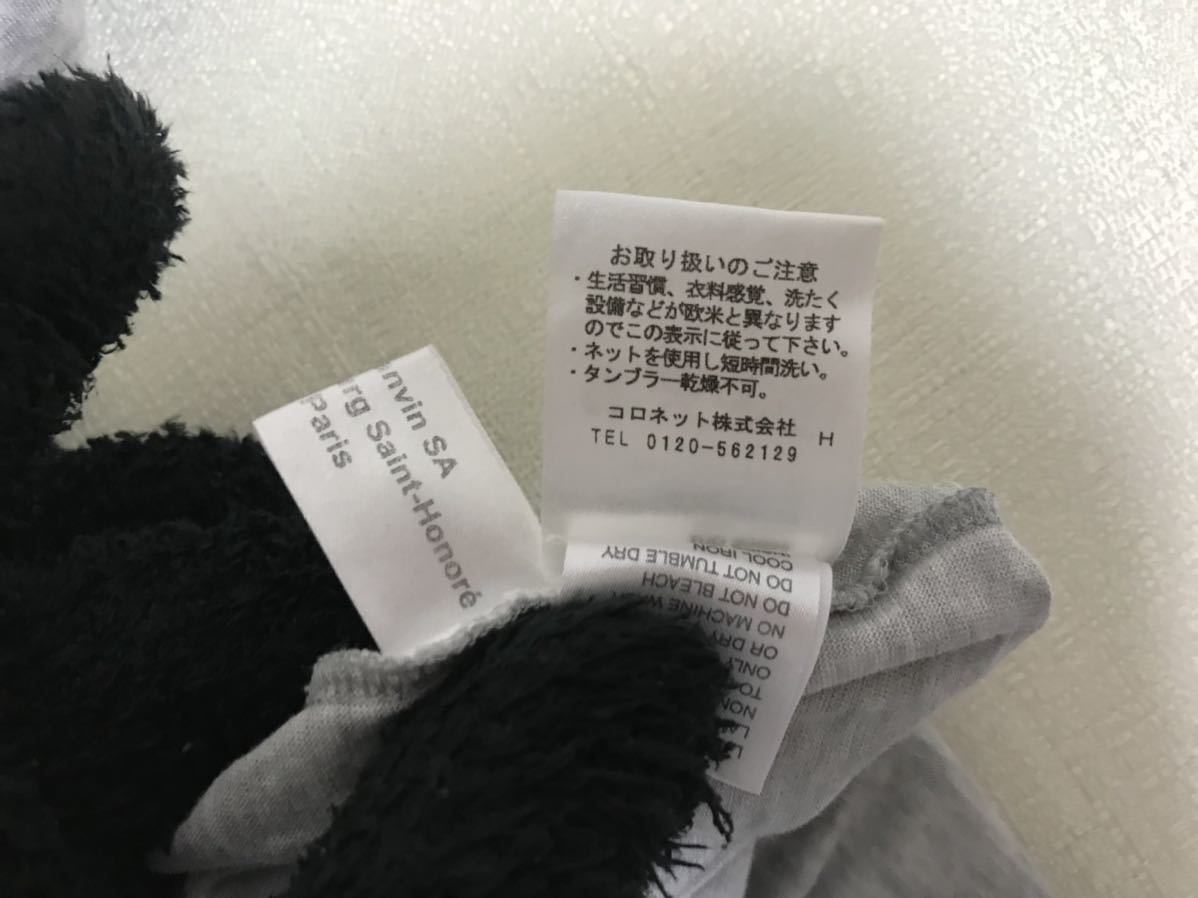 お取り扱いのご注意
・生活習慣、衣料感覚、洗たく
設備などが欧米と異なります
のでこの表示に従って下さい。
・ネットを使用し短時間洗い。
・タンブラー乾燥不可。
コロネット株式会社 H
TEL 0120-562129
anvin SA
rg Saint-Honoré
Paris
COOL IRON
DO NOT TUMBLE DRY
DO NOT BLEACH
NO MACHINE W
OR DRY
ONLY
TO
NON
LA